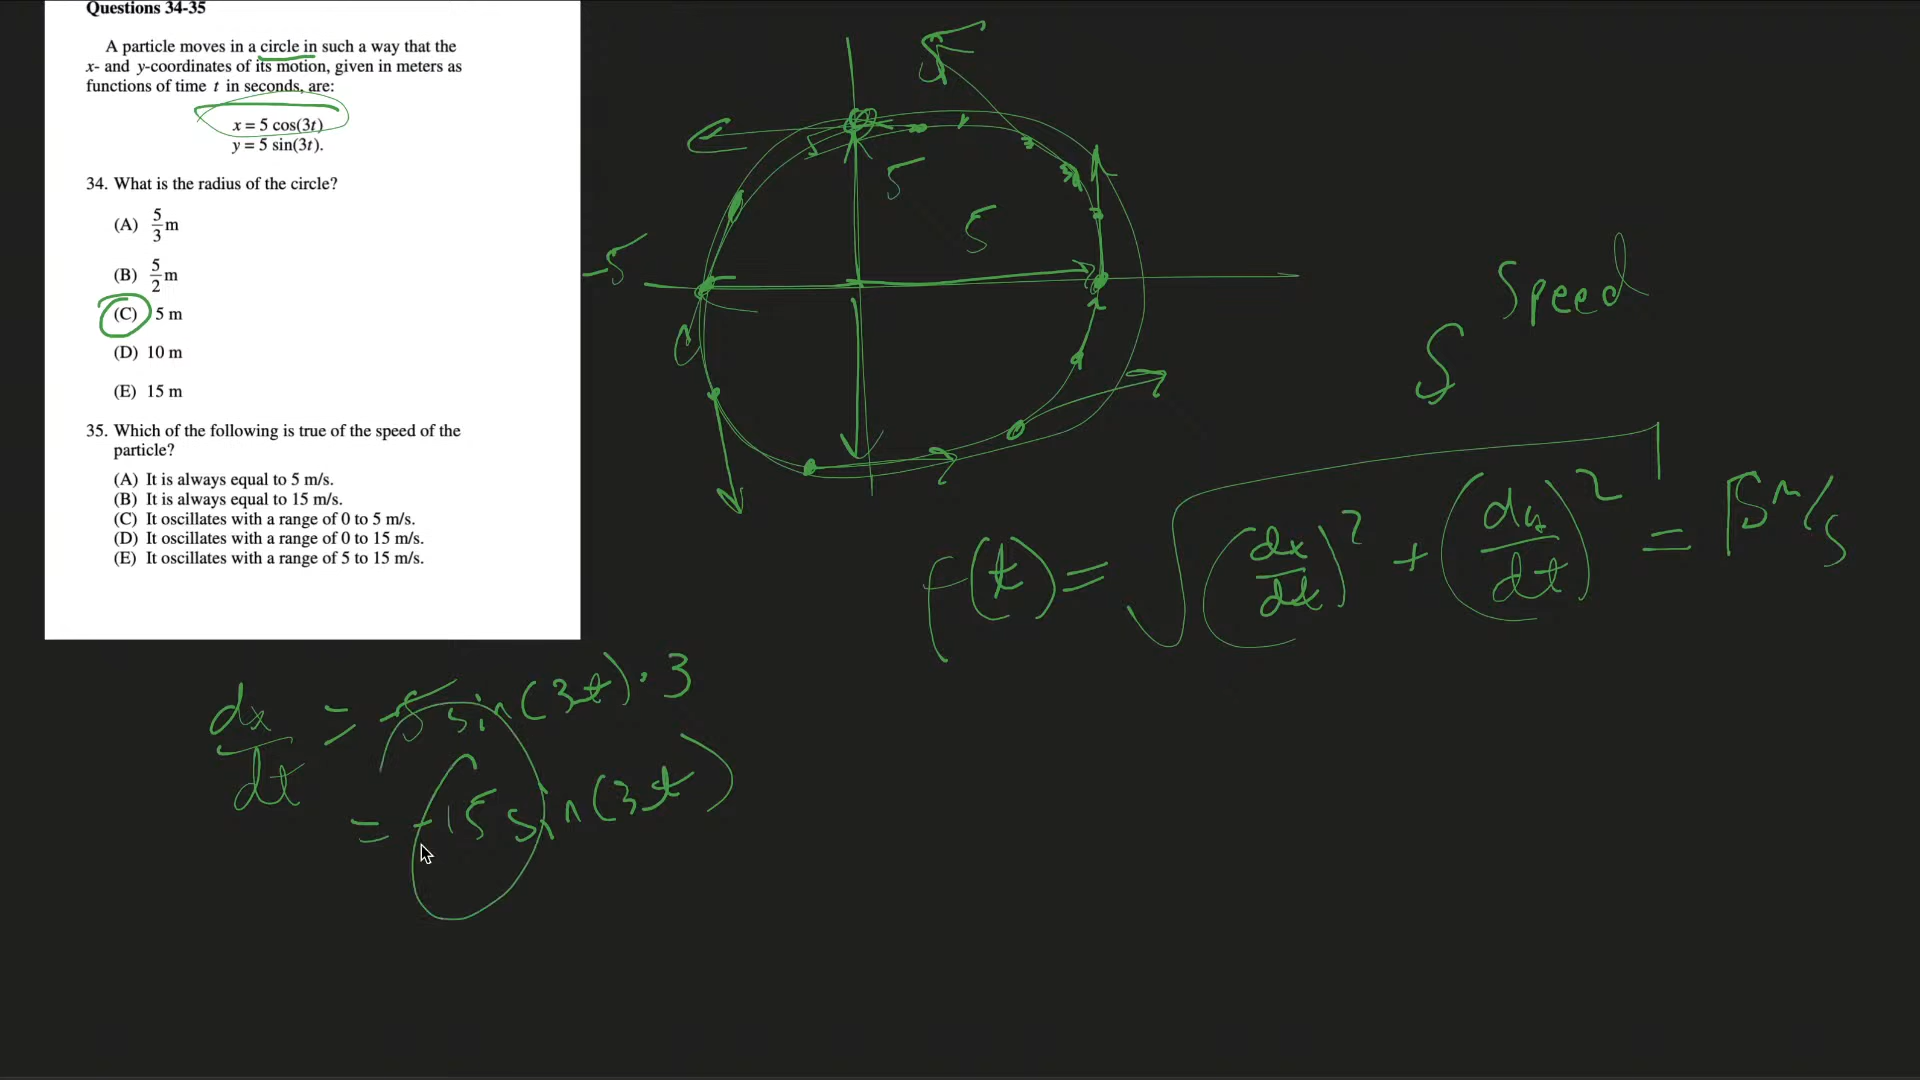 Questions 34-35
A particle moves in a circle in such a way that the
x- and y-coordinates of its motion, given in meters as
functions of time t in seconds, are:
x = 5 cos(3t)
y = 5 sin(3t).
34. What is the radius of the circle?
(A) 5/3 m
(B) 5/2 m
(C) 5 m
(D) 10 m
(E) 15 m
35. Which of the following is true of the speed of the
particle?
(A) It is always equal to 5 m/s.
(B) It is always equal to 15 m/s.
(C) It oscillates with a range of 0 to 5 m/s.
(D) It oscillates with a range of 0 to 15 m/s.
(E) It oscillates with a range of 5 to 15 m/s.
5
5
5
-5
Speed
S
f(t) = √((dx/dt)² + (dy/dt)²) = 15 m/s
dx/dt = -5 sin(3t) · 3
= -15 sin(3t)